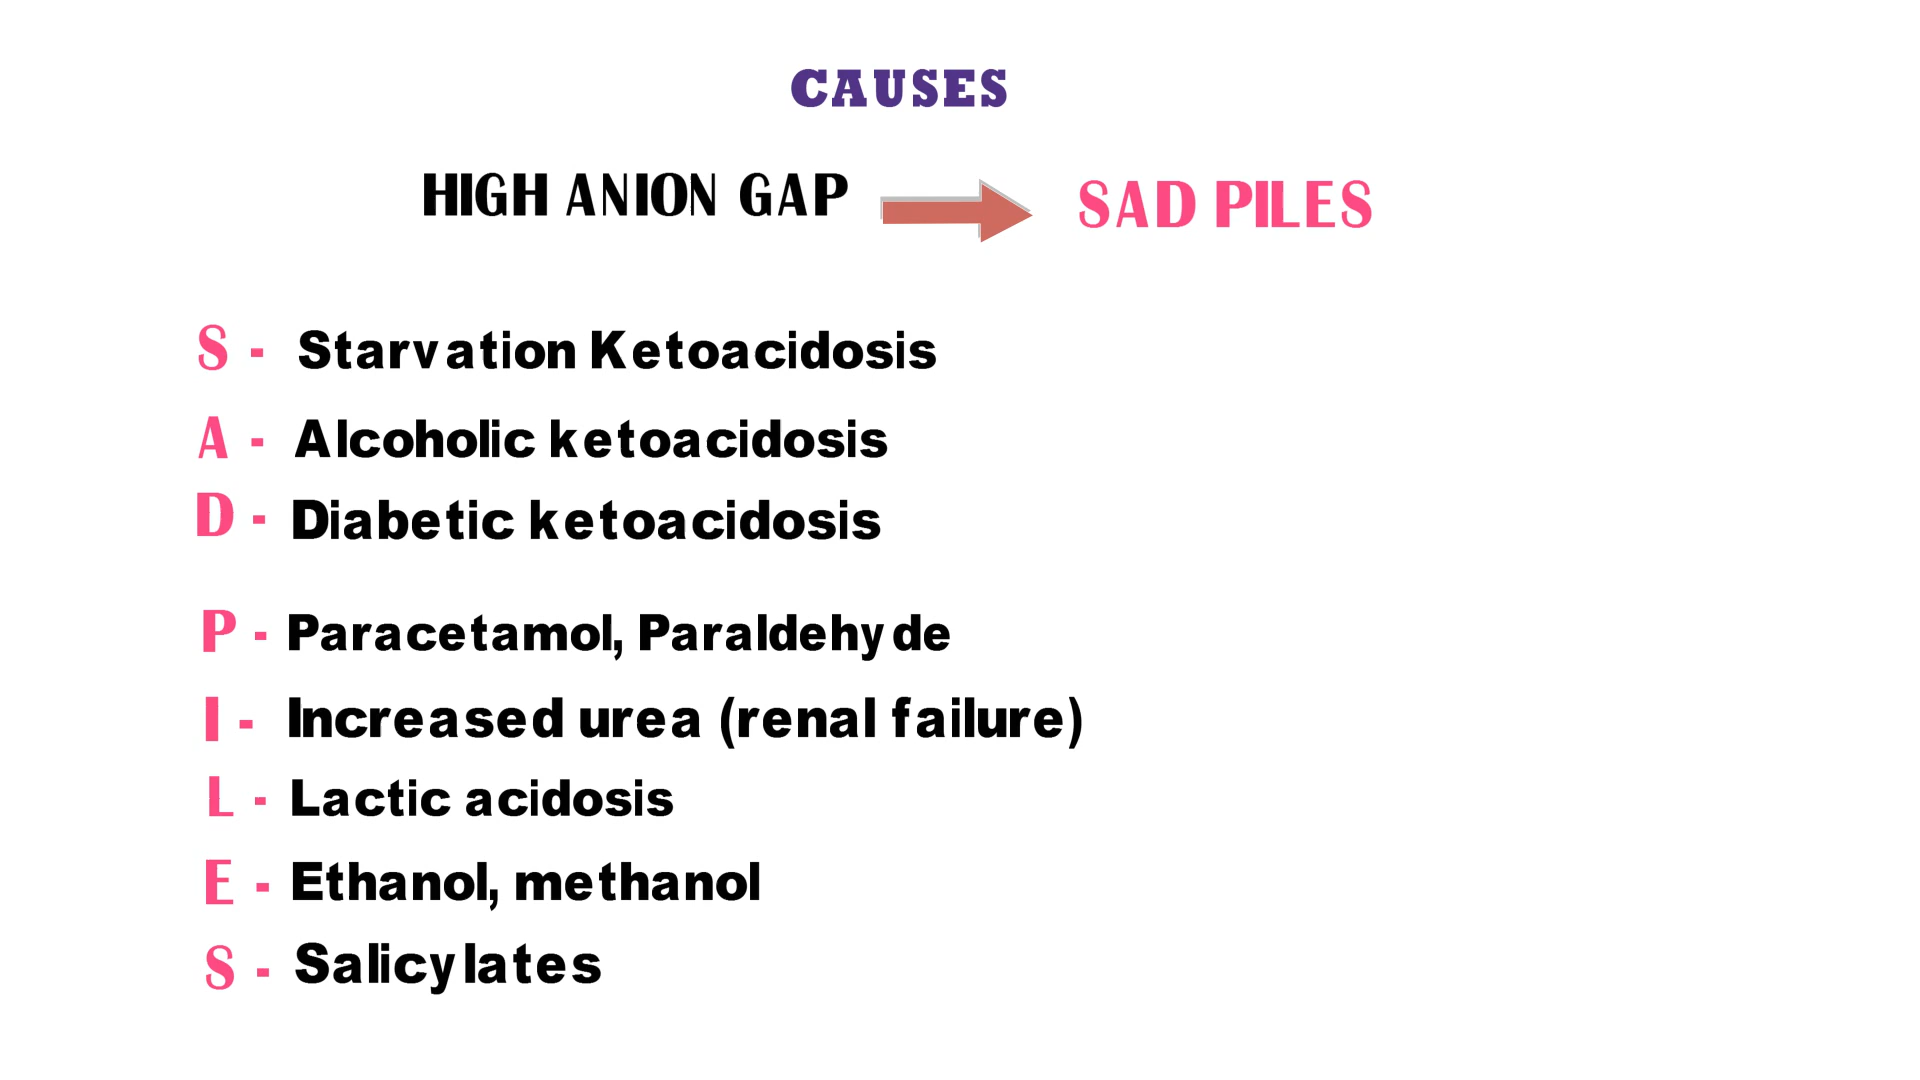 CAUSES
HIGH ANION GAP SAD PILES
S - Starvation Ketoacidosis
A - Alcoholic ketoacidosis
D - Diabetic ketoacidosis
P - Paracetamol, Paraldehyde
I - Increased urea (renal failure)
L - Lactic acidosis
E - Ethanol, methanol
S - Salicylates